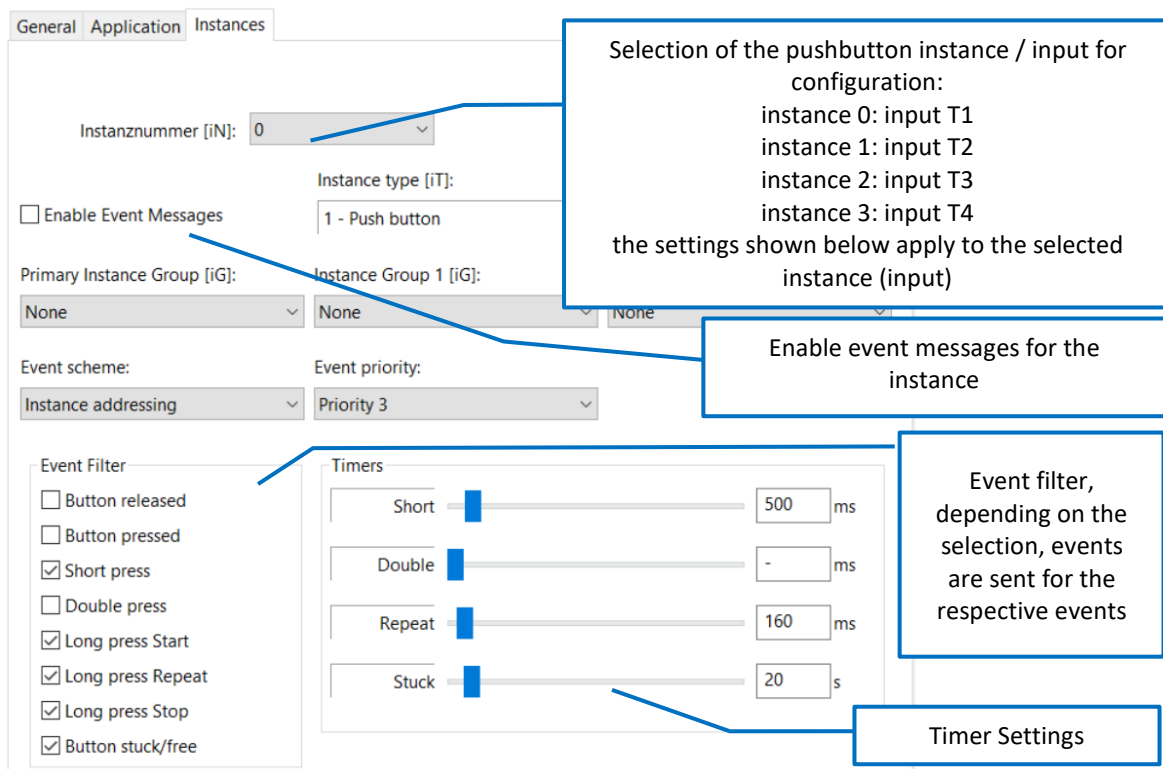 General Application Instances
Selection of the pushbutton instance / input for
configuration:
instance 0: input T1
instance 1: input T2
instance 2: input T3
instance 3: input T4
the settings shown below apply to the selected
instance (input)
Instanznummer [iN]: 0
Instance type [iT]:
Enable Event Messages
1 - Push button
Primary Instance Group [iG]: Instance Group 1 [iG]:
None None None
Enable event messages for the
instance
Event scheme: Event priority:
Instance addressing Priority 3
Event Filter
Button released
Button pressed
Short press
Double press
Long press Start
Long press Repeat
Long press Stop
Button stuck/free
Timers
Short 500 ms
Double - ms
Repeat 160 ms
Stuck 20 s
Event filter,
depending on the
selection, events
are sent for the
respective events
Timer Settings